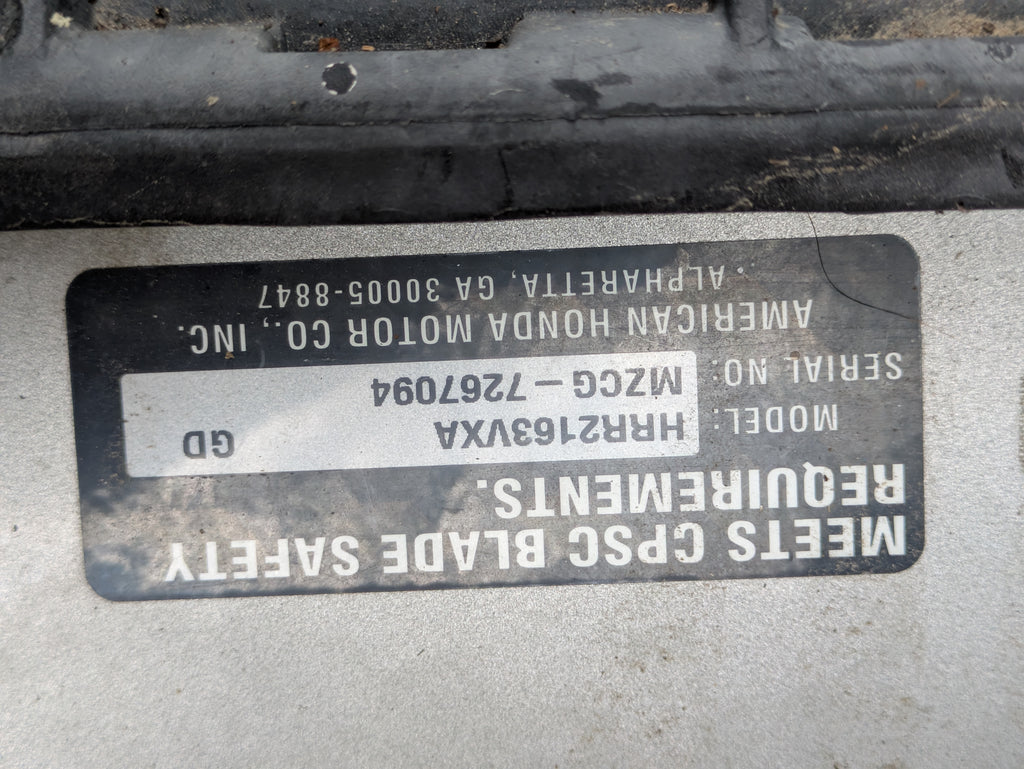 MEETS CPSC BLADE SAFETY
REQUIREMENTS.
MODEL: HRR2163VXA GD
SERIAL NO: MZCG-7267094
AMERICAN HONDA MOTOR CO., INC.
. ALPHARETTA, GA 30005-8847